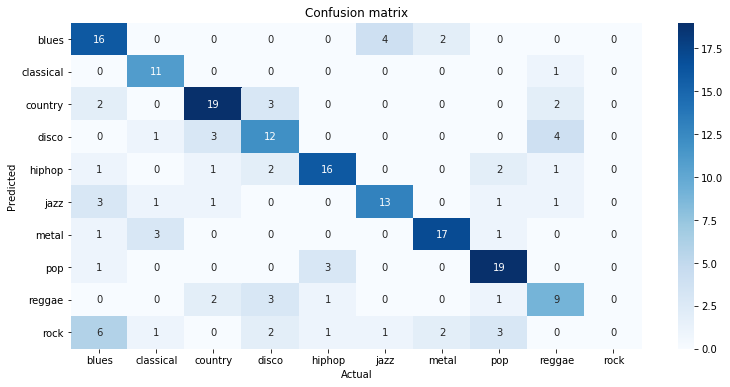 Confusion matrix
blues 16 0 0 0 0 4 2 0 0 0
classical 0 11 0 0 0 0 0 0 1 0
country 2 0 19 3 0 0 0 0 2 0
disco 0 1 3 12 0 0 0 0 4 0
hiphop 1 0 1 2 16 0 0 2 1 0
jazz 3 1 1 0 0 13 0 1 1 0
metal 1 3 0 0 0 0 17 1 0 0
pop 1 0 0 0 3 0 0 19 0 0
reggae 0 0 2 3 1 0 0 1 9 0
rock 6 1 0 2 1 1 2 3 0 0
blues classical country disco hiphop jazz metal pop reggae rock
Actual
Predicted
17.5
15.0
12.5
10.0
7.5
5.0
2.5
0.0